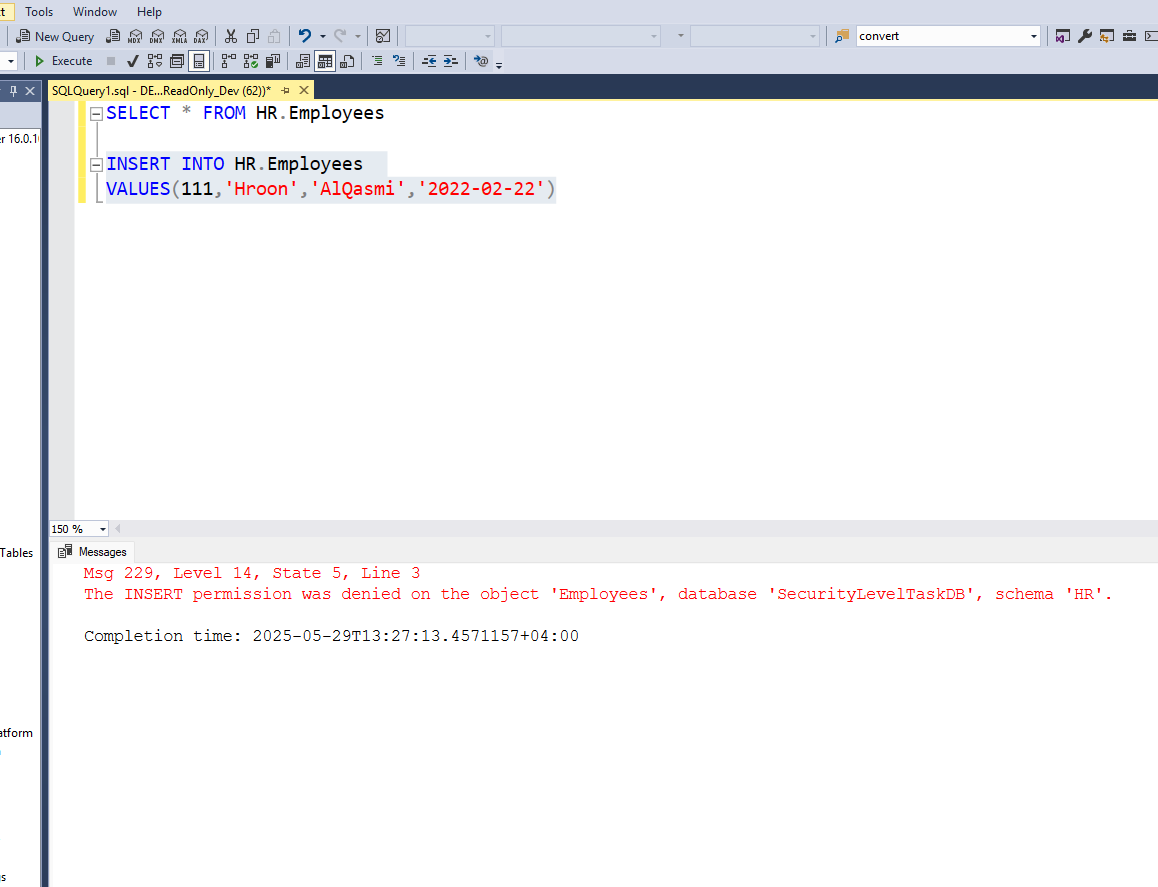 Tools Window Help
New Query MDX DMX XMLA DAX convert
Execute
SQLQuery1.sql - DE...ReadOnly_Dev (62))*
SELECT * FROM HR.Employees
er 16.0.1
INSERT INTO HR.Employees
VALUES(111,'Hroon','AlQasmi','2022-02-22')
150 %
Tables
Messages
Msg 229, Level 14, State 5, Line 3
The INSERT permission was denied on the object 'Employees', database 'SecurityLevelTaskDB', schema 'HR'.
Completion time: 2025-05-29T13:27:13.4571157+04:00
atform
s